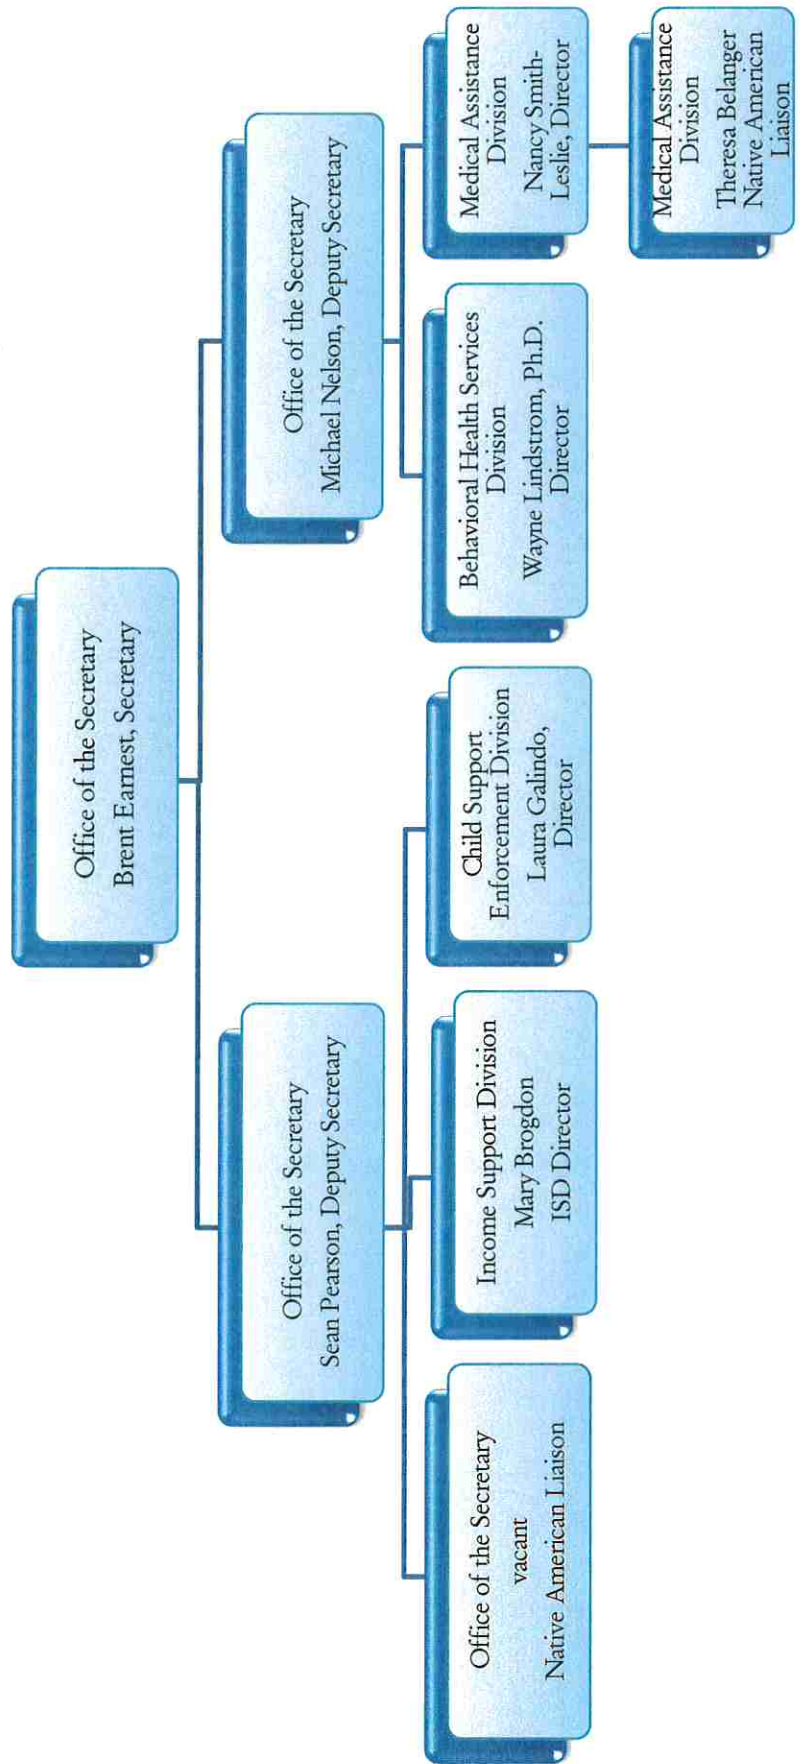 Office of the Secretary
Brent Earnest, Secretary
Office of the Secretary
Sean Pearson, Deputy Secretary
Office of the Secretary
Michael Nelson, Deputy Secretary
Office of the Secretary
vacant
Native American Liaison
Income Support Division
Mary Brogdon
ISD Director
Child Support
Enforcement Division
Laura Galindo,
Director
Behavioral Health Services
Division
Wayne Lindstrom, Ph.D.
Director
Medical Assistance
Division
Nancy Smith-
Leslie, Director
Medical Assistance
Division
Theresa Belanger
Native American
Liaison